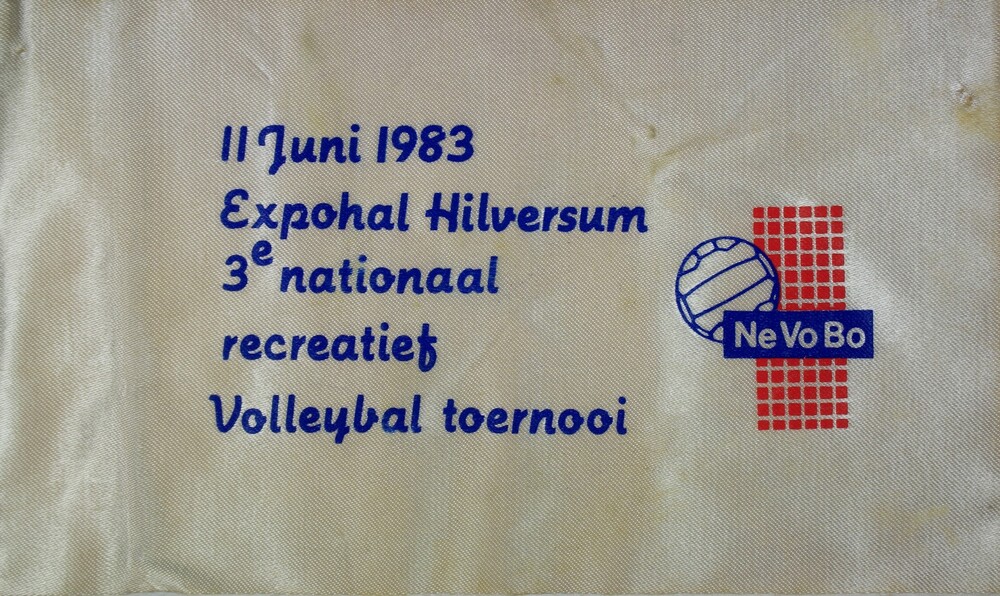 11 Juni 1983
Expohal Hilversum
3e nationaal
recreatief
Volleybal toernooi
NeVoBo